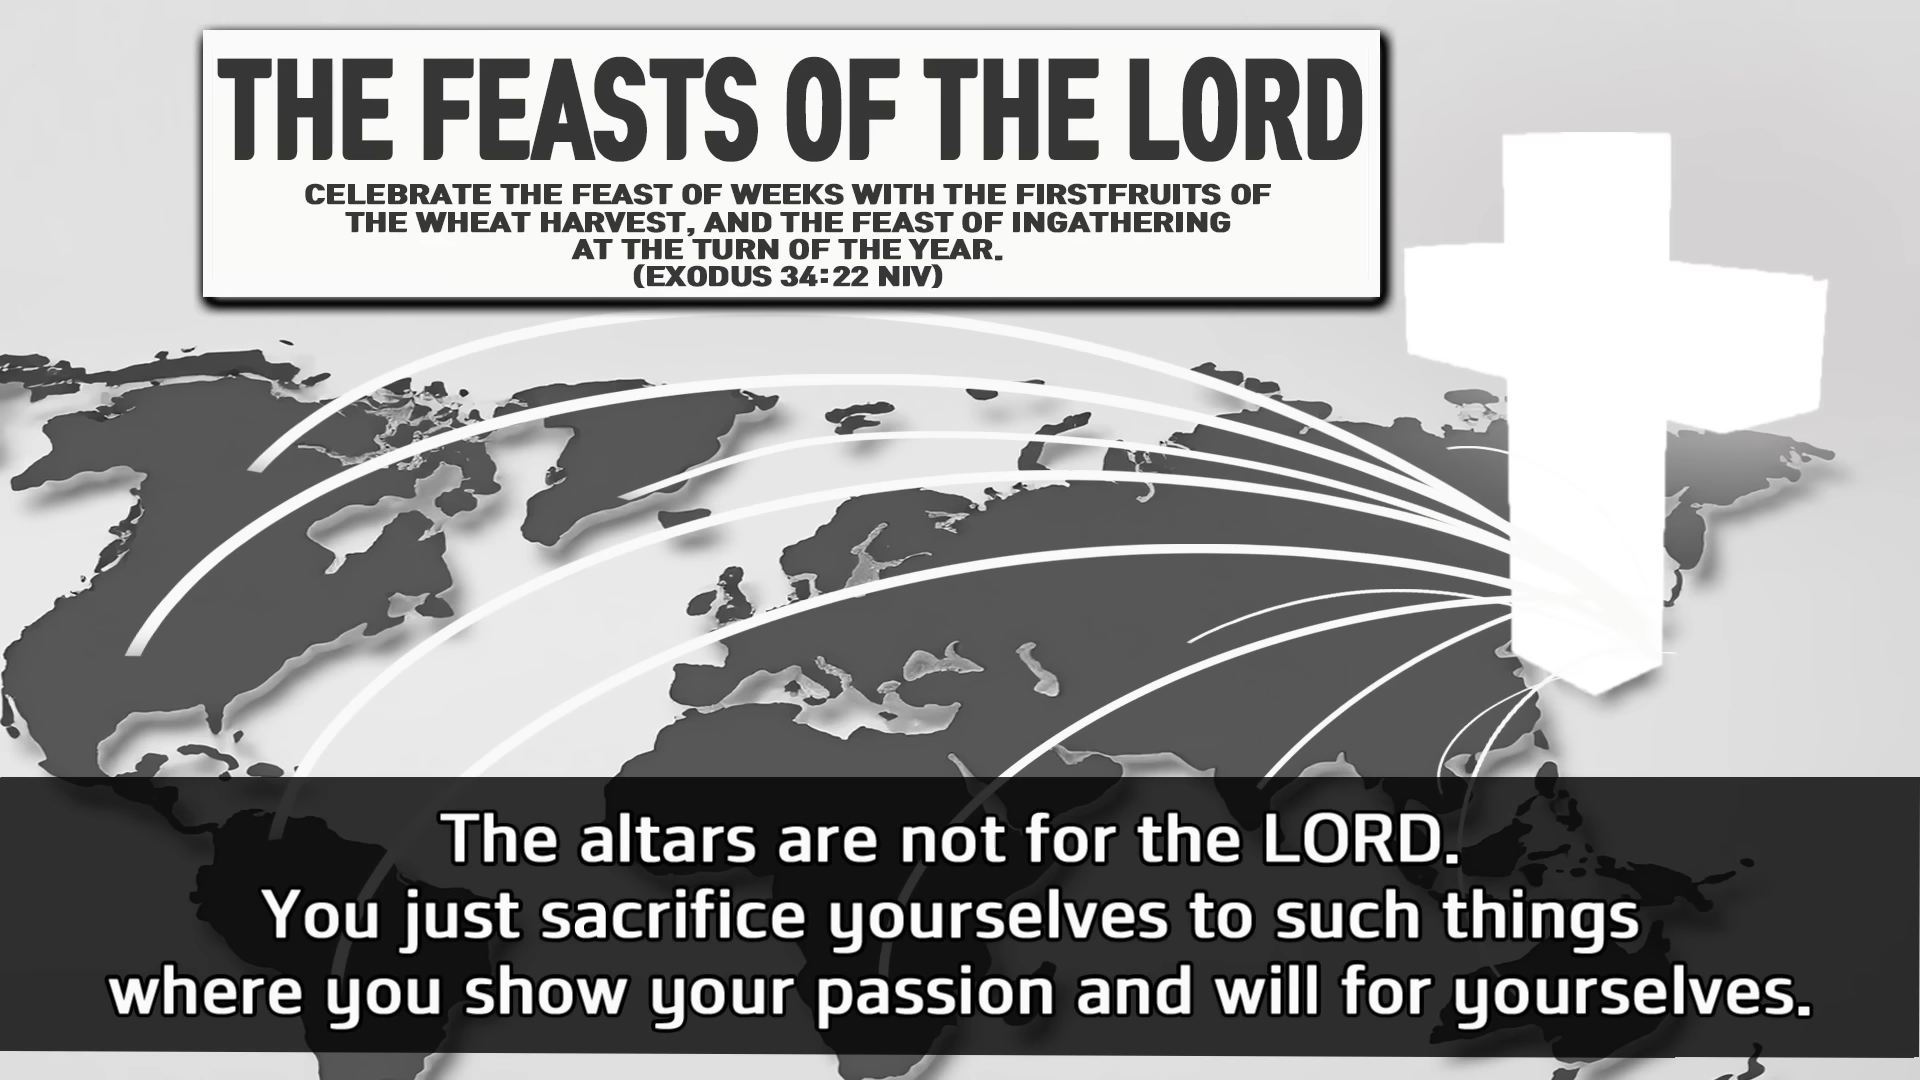 THE FEASTS OF THE LORD
CELEBRATE THE FEAST OF WEEKS WITH THE FIRSTFRUITS OF
THE WHEAT HARVEST, AND THE FEAST OF INGATHERING
AT THE TURN OF THE YEAR.
(EXODUS 34:22 NIV)
The altars are not for the LORD.
You just sacrifice yourselves to such things
where you show your passion and will for yourselves.